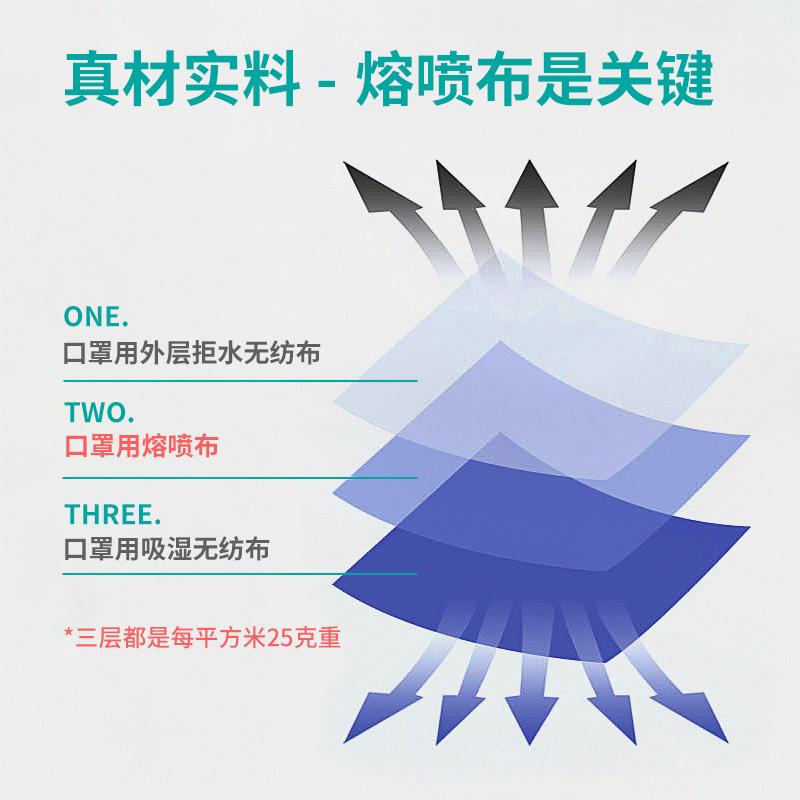 真材实料 - 熔喷布是关键
ONE.
口罩用外层拒水无纺布
TWO.
口罩用熔喷布
THREE.
口罩用吸湿无纺布
*三层都是每平方米25克重